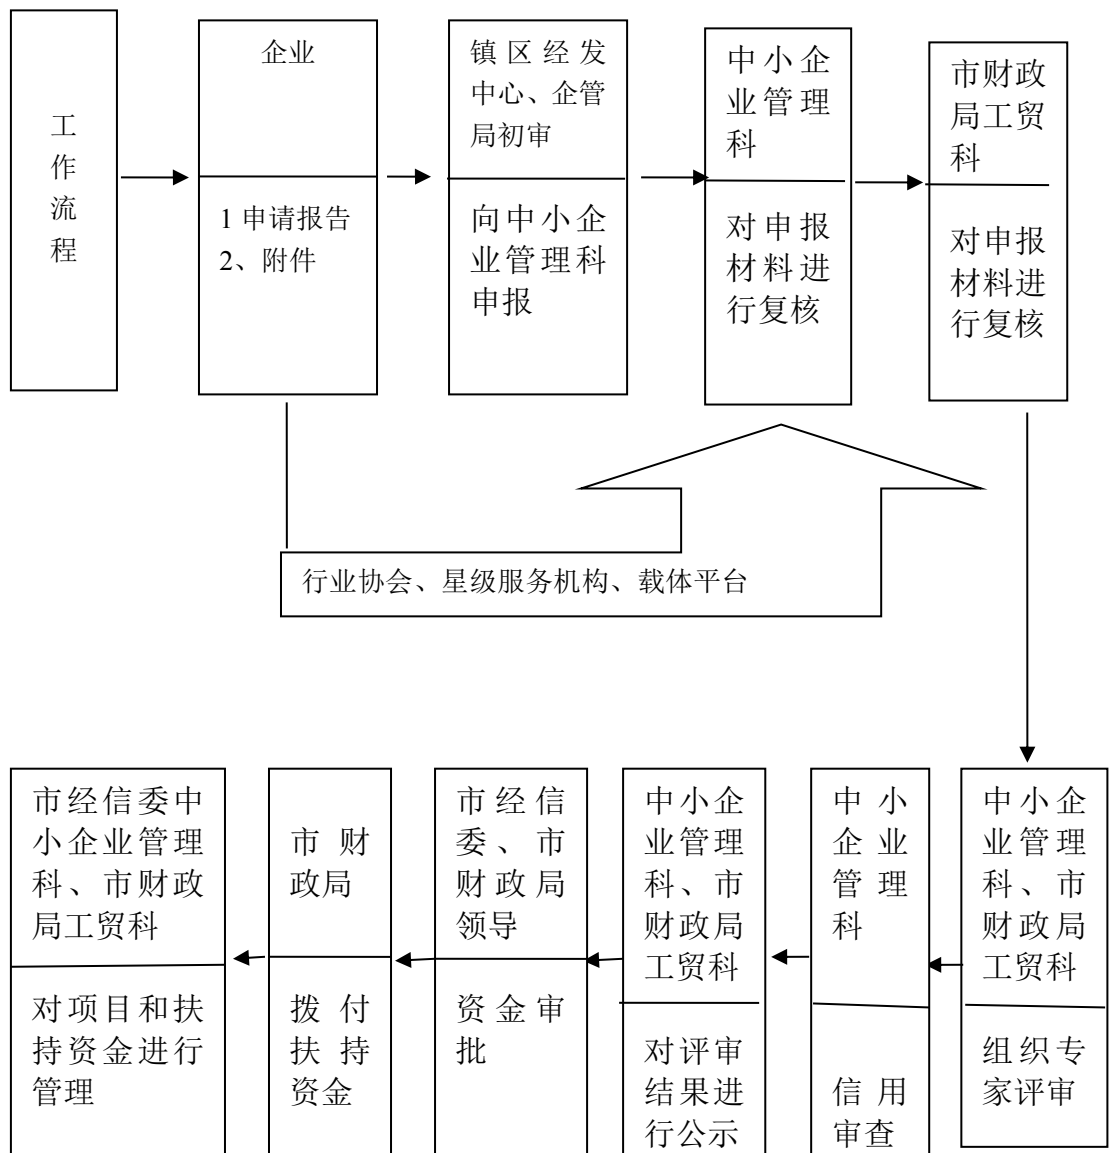 工
作
流
程
企业
1 申请报告
2、附件
镇区经发
中心、企管
局初审
向中小企
业管理科
申报
中小企
业管理
科
对申报
材料进
行复核
市财政
局工贸
科
对申报
材料进
行复核
行业协会、星级服务机构、载体平台
市经信委中
小企业管理
科、市财政
局工贸科
对项目和扶
持资金进行
管理
市财
政局
拨付
扶持
资金
市经信
委、市
财政局
领导
资金审
批
中小企
业管理
科、市
财政局
工贸科
对评审
结果进
行公示
中小
企业
管理
科
信用
审查
中小企
业管理
科、市
财政局
工贸科
组织专
家评审